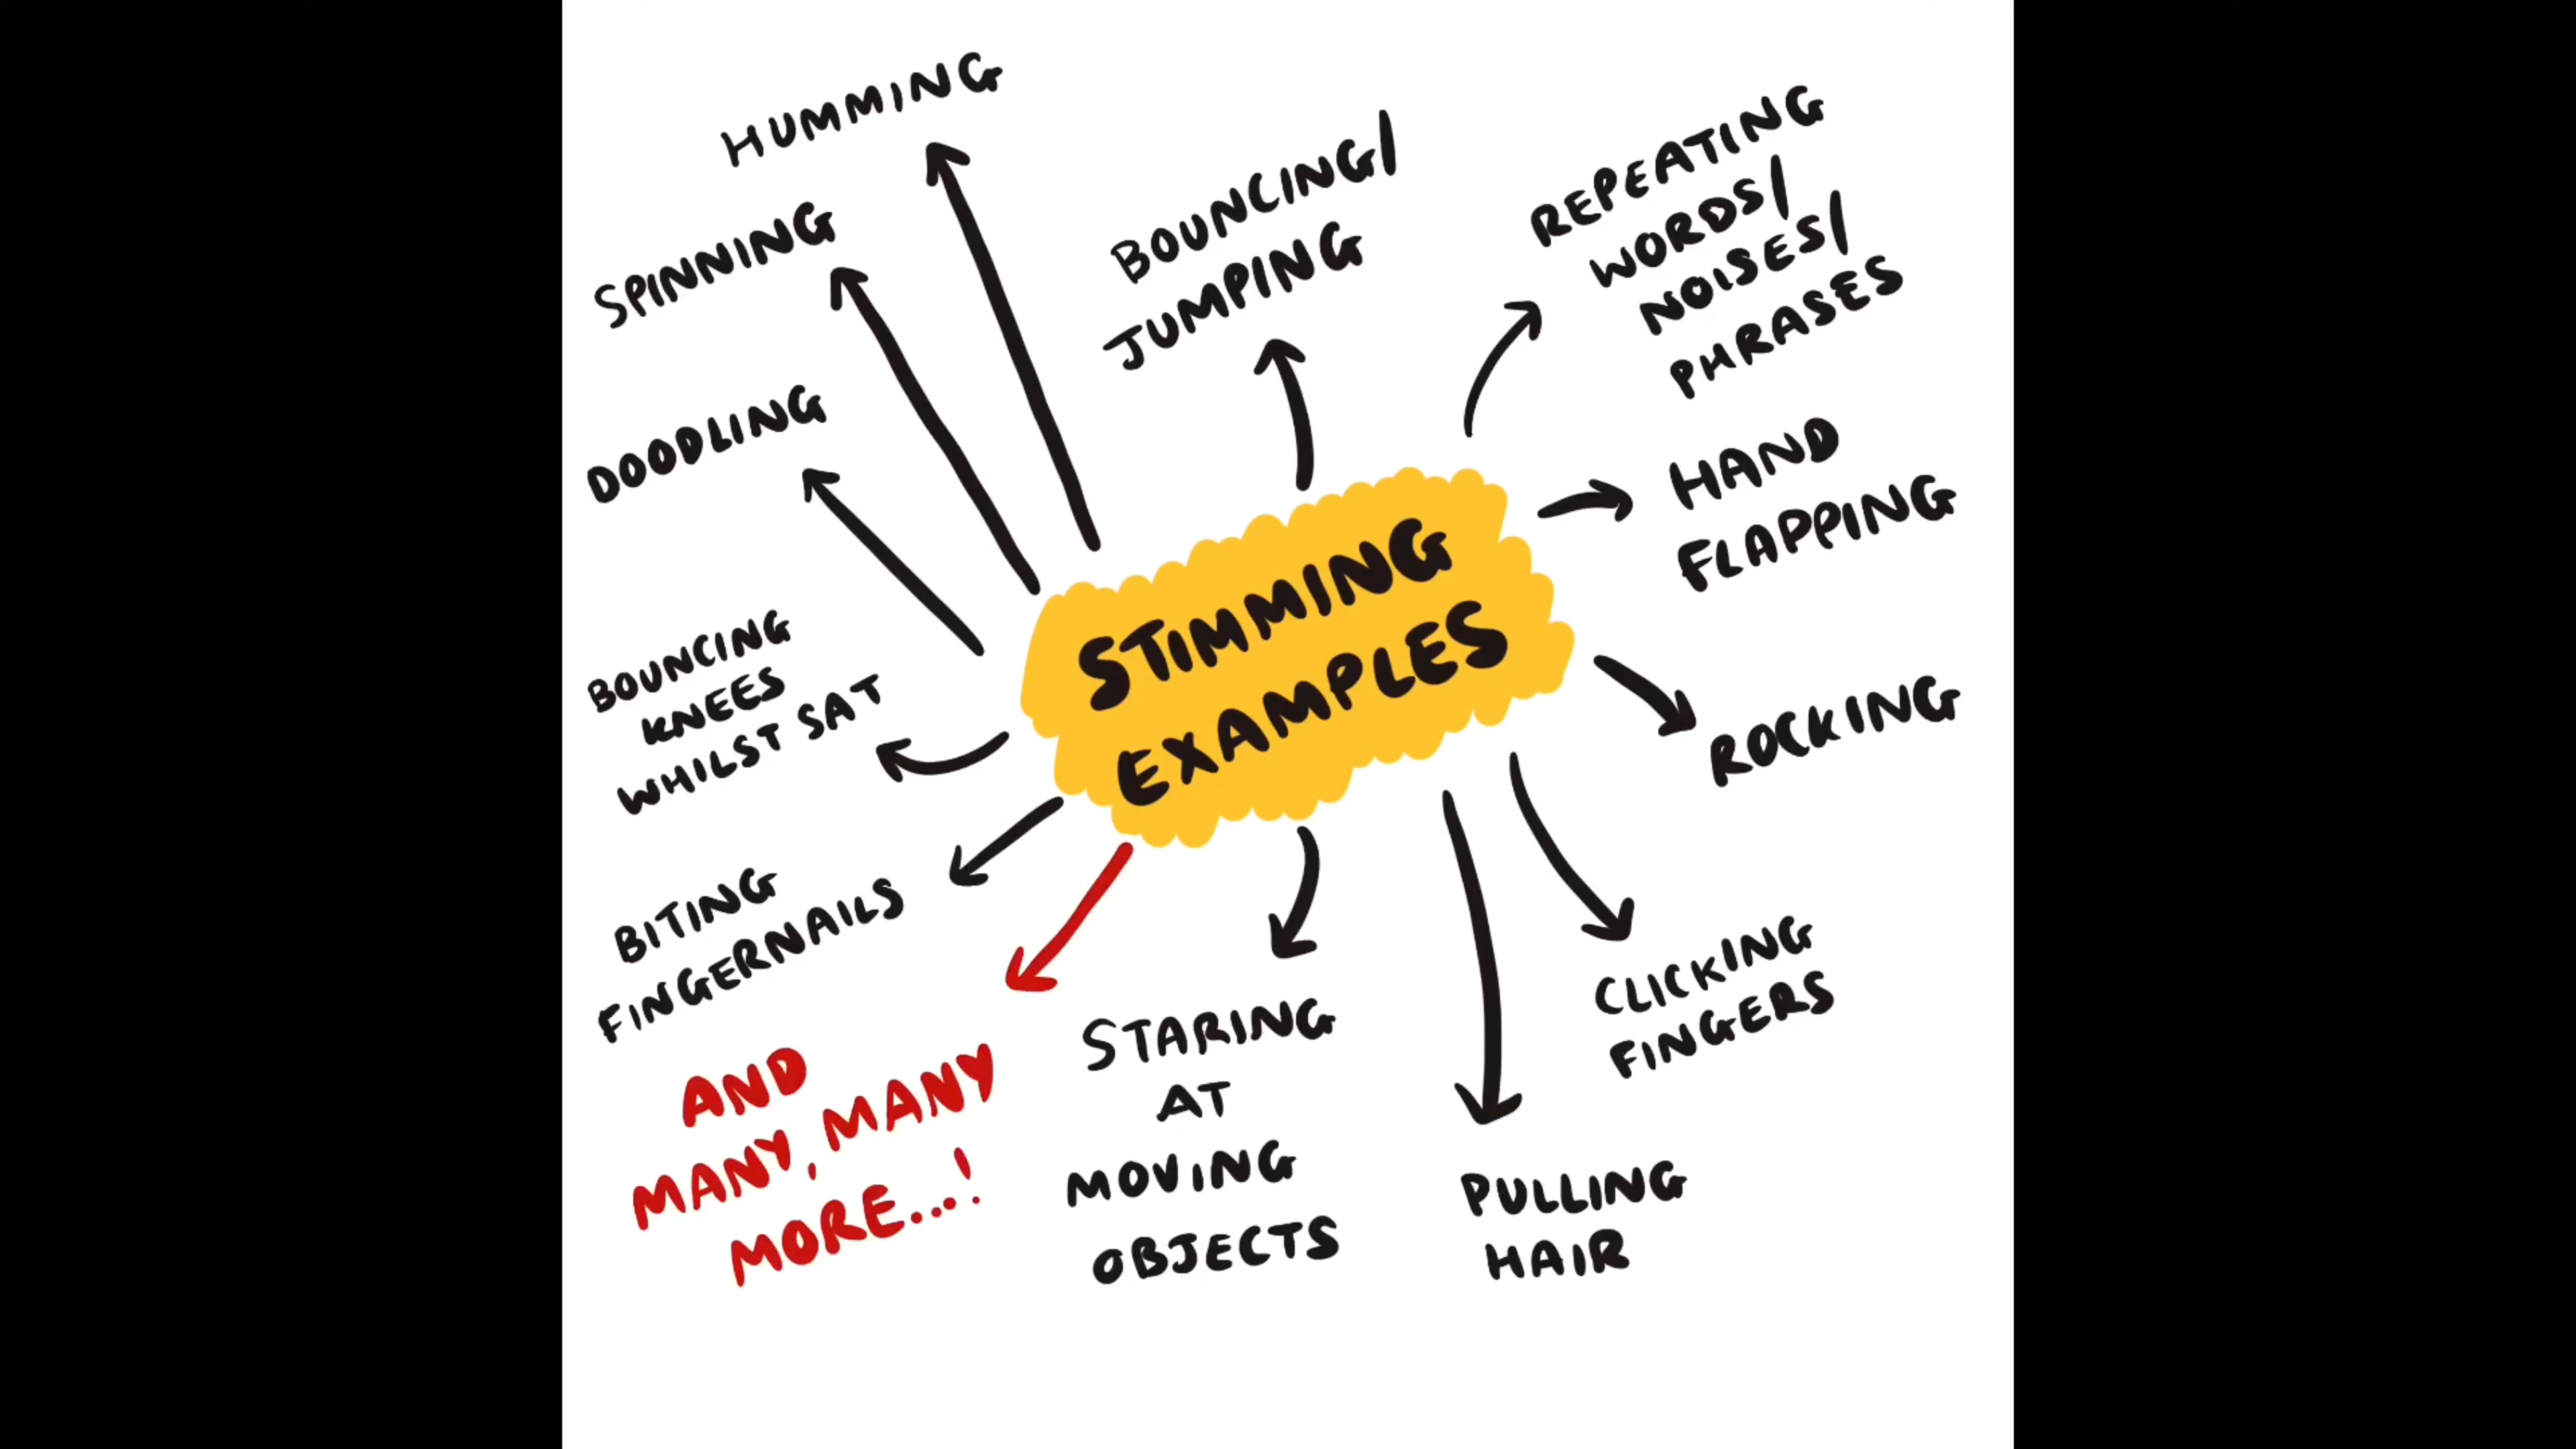 HUMMING
SPINNING
DOODLING
BOUNCING
KNEES
WHILST SAT
BITING
FINGERNAILS
AND
MANY, MANY
MORE...!
BOUNCING/
JUMPING
STIMMING
EXAMPLES
STARING
AT
MOVING
OBJECTS
REPEATING
WORDS/
NOISES/
PHRASES
HAND
FLAPPING
ROCKING
CLICKING
FINGERS
PULLING
HAIR